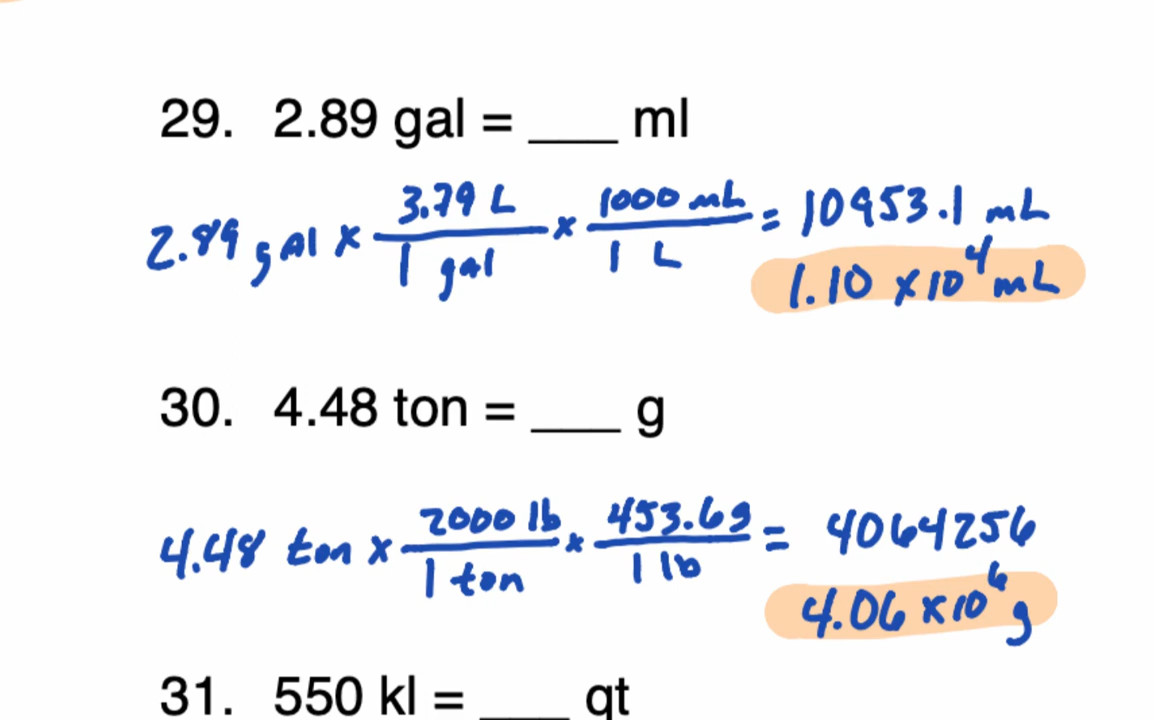 29. 2.89 gal = ___ ml
2.89 gal x 3.79 L / 1 gal x 1000 mL / 1 L = 10953.1 mL
1.10 x 10⁴ mL
30. 4.48 ton = ___ g
4.48 ton x 2000 lb / 1 ton x 453.6g / 1 lb = 4064256
4.06 x 10⁶ g
31. 550 kl = ___ qt